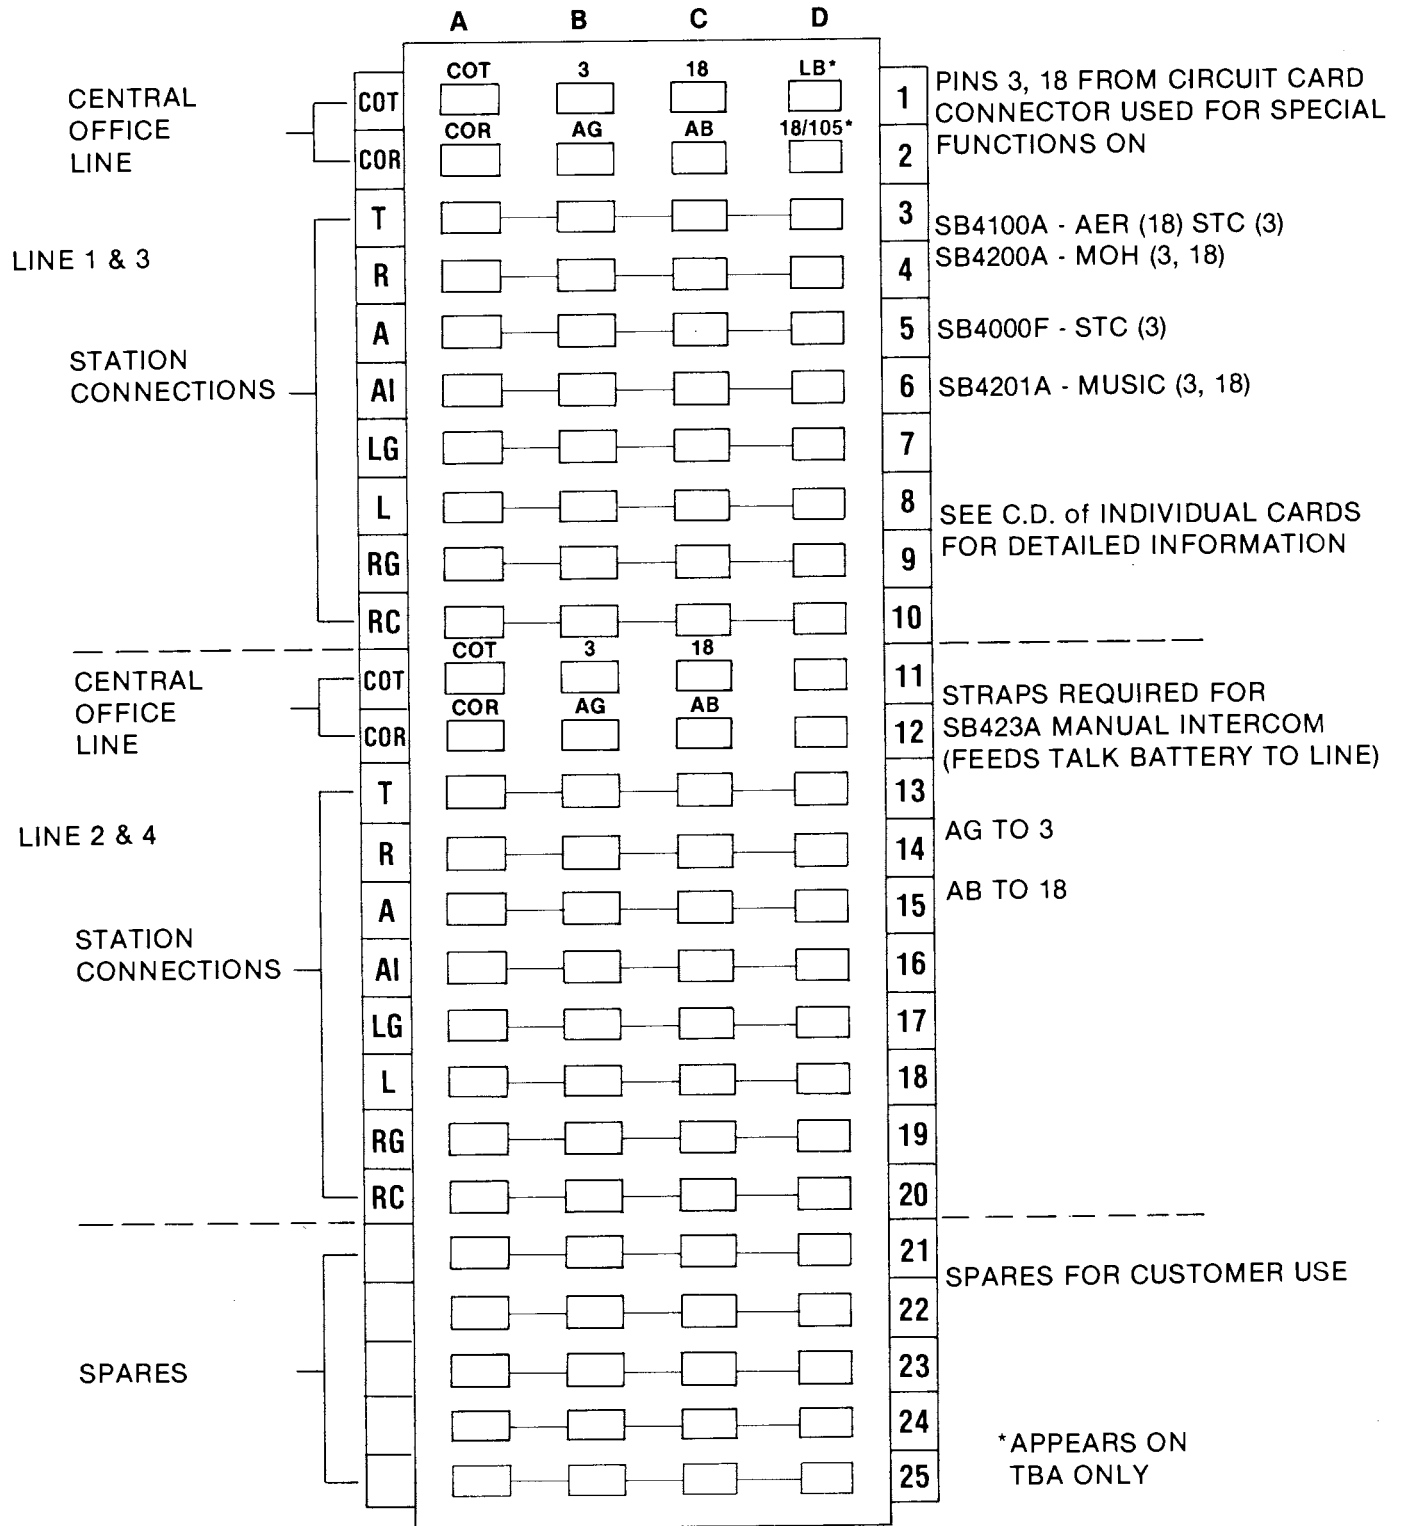 A B C D
COT 3 18 LB*
CENTRAL
OFFICE
LINE
COT
1
PINS 3, 18 FROM CIRCUIT CARD
CONNECTOR USED FOR SPECIAL
FUNCTIONS ON
COR AG AB 18/105*
COR
2
T
3
SB4100A - AER (18) STC (3)
LINE 1 & 3
R
4
SB4200A - MOH (3, 18)
A
5
SB4000F - STC (3)
STATION
CONNECTIONS
AI
6
SB4201A - MUSIC (3, 18)
LG
7
L
8
SEE C.D. of INDIVIDUAL CARDS
FOR DETAILED INFORMATION
RG
9
RC
10
COT 3 18
CENTRAL
OFFICE
LINE
COT
11
STRAPS REQUIRED FOR
SB423A MANUAL INTERCOM
(FEEDS TALK BATTERY TO LINE)
COR AG AB
COR
12
T
13
LINE 2 & 4
R
14
AG TO 3
A
15
AB TO 18
STATION
CONNECTIONS
AI
16
LG
17
L
18
RG
19
RC
20
21
SPARES FOR CUSTOMER USE
22
SPARES
23
24
25
*APPEARS ON
TBA ONLY